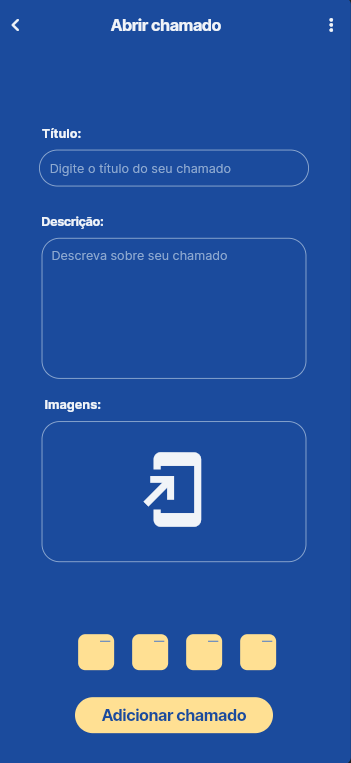 Abrir chamado
Título:
Digite o título do seu chamado
Descrição:
Descreva sobre seu chamado
Imagens:
Adicionar chamado